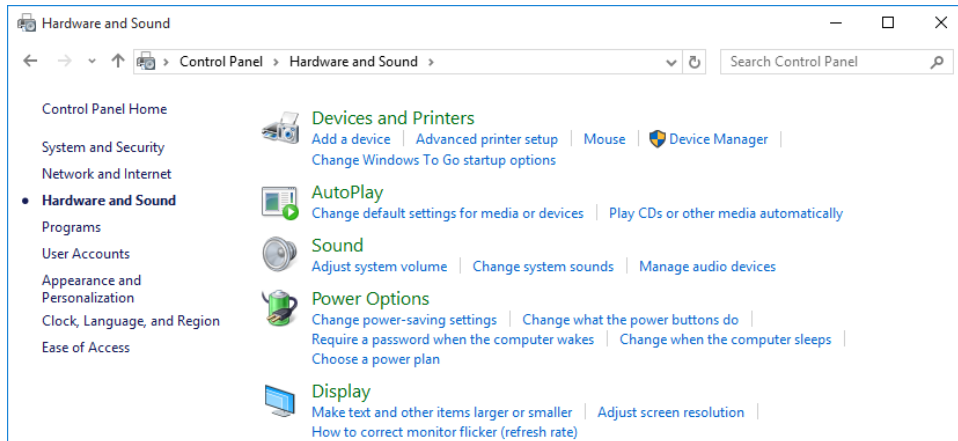 Hardware and Sound
Control Panel > Hardware and Sound >
Search Control Panel
Control Panel Home
System and Security
Network and Internet
Hardware and Sound
Programs
User Accounts
Appearance and
Personalization
Clock, Language, and Region
Ease of Access
Devices and Printers
Add a device | Advanced printer setup | Mouse | Device Manager |
Change Windows To Go startup options
AutoPlay
Change default settings for media or devices | Play CDs or other media automatically
Sound
Adjust system volume | Change system sounds | Manage audio devices
Power Options
Change power-saving settings | Change what the power buttons do |
Require a password when the computer wakes | Change when the computer sleeps |
Choose a power plan
Display
Make text and other items larger or smaller | Adjust screen resolution |
How to correct monitor flicker (refresh rate)